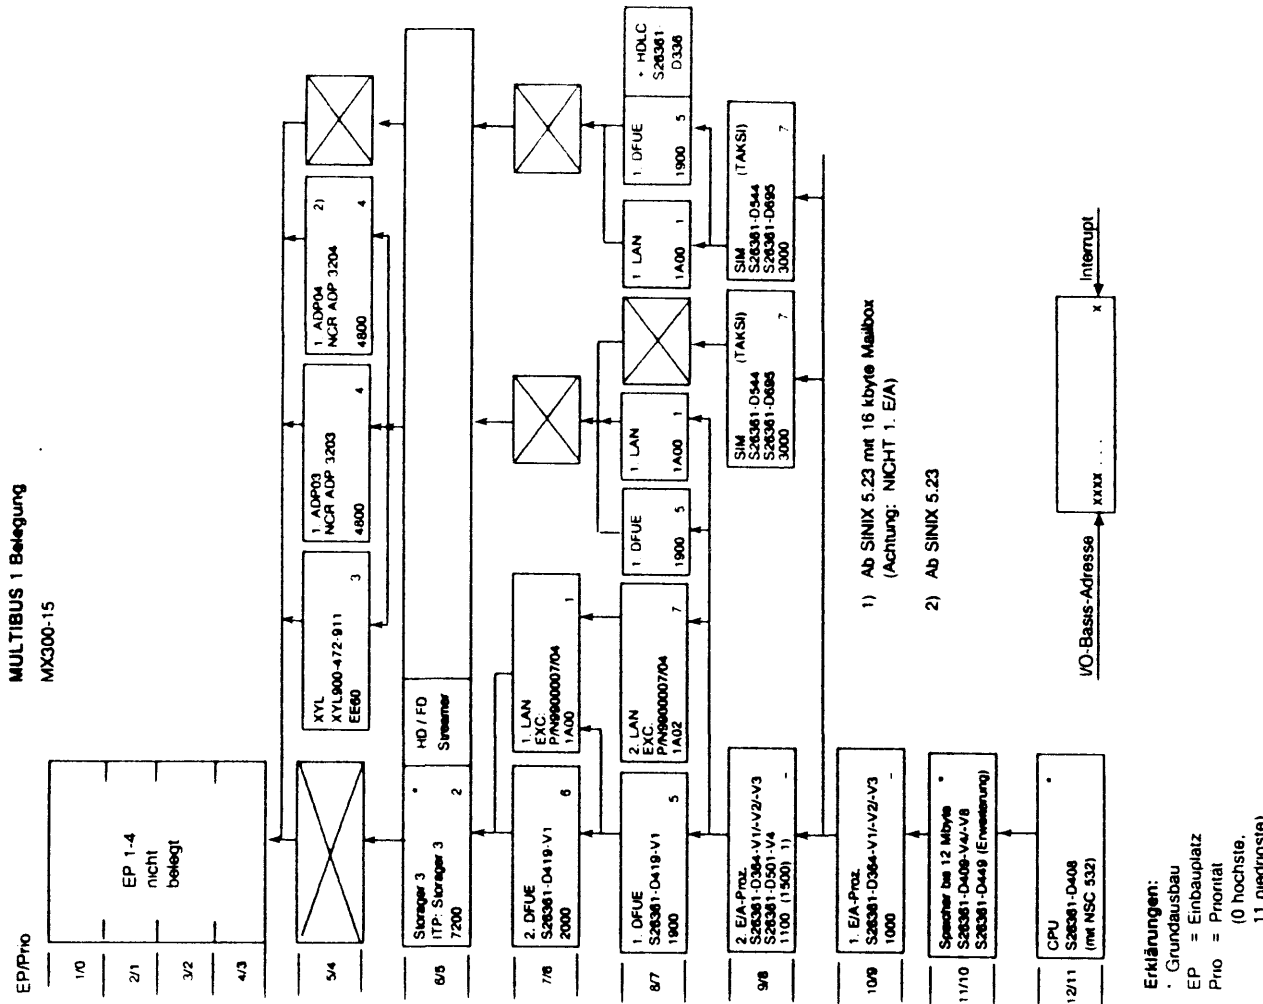 MULTIBUS 1 Belegung
MX300-15
EP/Prio
1/0
2/1
3/2
4/3
EP 1-4
nicht
belegt
5/4
XYL
XYL900-472-911
EE60 3
1. ADP03
NCR ADP 3203
4800 4
1. ADP04 2)
NCR ADP 3204
4800 4
6/5
Storager 3 *
ITP: Storager 3
7200 2
HD / FD
Streamer
7/6
2. DFUE
S26361-D419-V1
2000 6
1. LAN
EXC.
P/N9900007/04
1A00 1
8/7
1. DFUE
S26361-D419-V1
1900 5
2. LAN
EXC.
P/N9900007/04
1A02 7
1 DFUE
1900 5
1 LAN
1A00 1
1 LAN
1A00 1
1. DFUE
1900 5
+ HDLC
S26361-
D336
9/8
2. E/A-Proz.
S26361-D364-V1/-V2/-V3
S26361-D501-V4
1100 (1500) 1) -
SIM (TAKSI)
S26361-D544
S26361-D695
3000 7
SIM (TAKSI)
S26361-D544
S26361-D695
3000 7
10/9
1. E/A-Proz.
S26361-D364-V1/-V2/-V3
1000 -
11/10
Speicher bis 12 Mbyte *
S26361-D409-V4/-V8
S26361-D449 (Erweiterung)
12/11
CPU *
S26361-D408
(mit NSC 532)
1) Ab SINIX 5.23 mit 16 kbyte Mailbox
(Achtung: NICHT 1. E/A)
2) Ab SINIX 5.23
I/O-Basis-Adresse
xxxx . . . x
Interrupt
Erklärungen:
* Grundausbau
EP = Einbauplatz
Prio = Priorität
(0 hochste,
11 niedrigste)